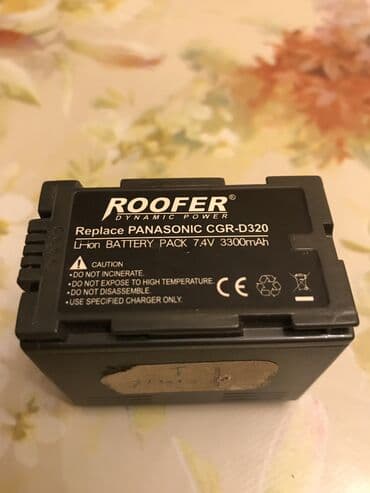 ROOFER®
DYNAMIC POWER
Replace PANASONIC CGR-D320
Li-ion BATTERY PACK 7.4V 3300mAh
⚠ CAUTION:
• DO NOT INCINERATE.
• DO NOT EXPOSE TO HIGH TEMPERATURE.
• DO NOT DISASSEMBLE.
• USE SPECIFIED CHARGER ONLY.